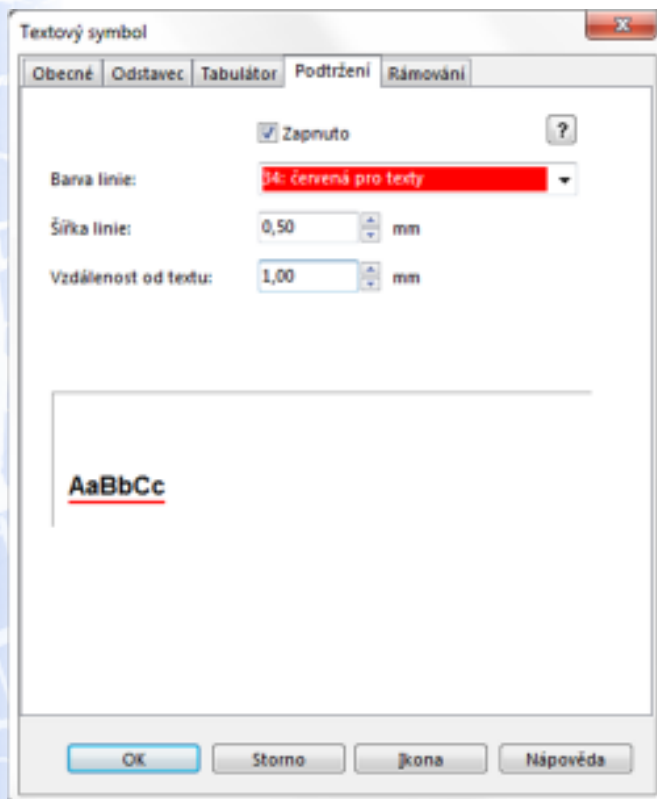 Textový symbol
Obecné Odstavec Tabulátor Podtržení Rámování
Zapnuto ?
Barva linie: 34: červená pro texty
Šířka linie: 0,50 mm
Vzdálenost od textu: 1,00 mm
AaBbCc
OK Storno Ikona Nápověda